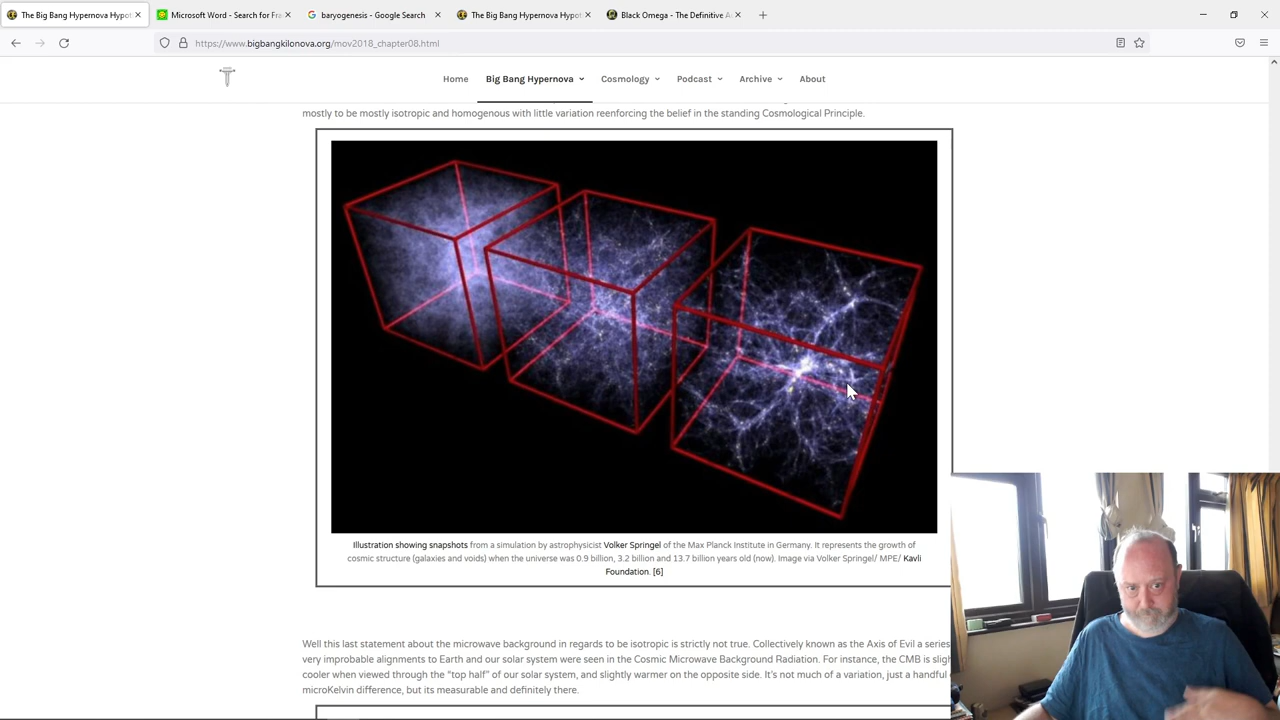 The Big Bang Hypernova Hypot
Microsoft Word - Search for Fra
baryogenesis - Google Search
The Big Bang Hypernova Hypot
Black Omega - The Definitive A
https://www.bigbangkilonova.org/mov2018_chapter08.html
Home Big Bang Hypernova Cosmology Podcast Archive About
mostly to be mostly isotropic and homogenous with little variation reenforcing the belief in the standing Cosmological Principle.
Illustration showing snapshots from a simulation by astrophysicist Volker Springel of the Max Planck Institute in Germany. It represents the growth of
cosmic structure (galaxies and voids) when the universe was 0.9 billion, 3.2 billion and 13.7 billion years old (now). Image via Volker Springel/ MPE/ Kavli
Foundation. [6]
Well this last statement about the microwave background in regards to be isotropic is strictly not true. Collectively known as the Axis of Evil a series
very improbable alignments to Earth and our solar system were seen in the Cosmic Microwave Background Radiation. For instance, the CMB is
cooler when viewed through the "top half" of our solar system, and slightly warmer on the opposite side. It's not much of a variation, just a handful
microKelvin difference, but its measurable and definitely there.